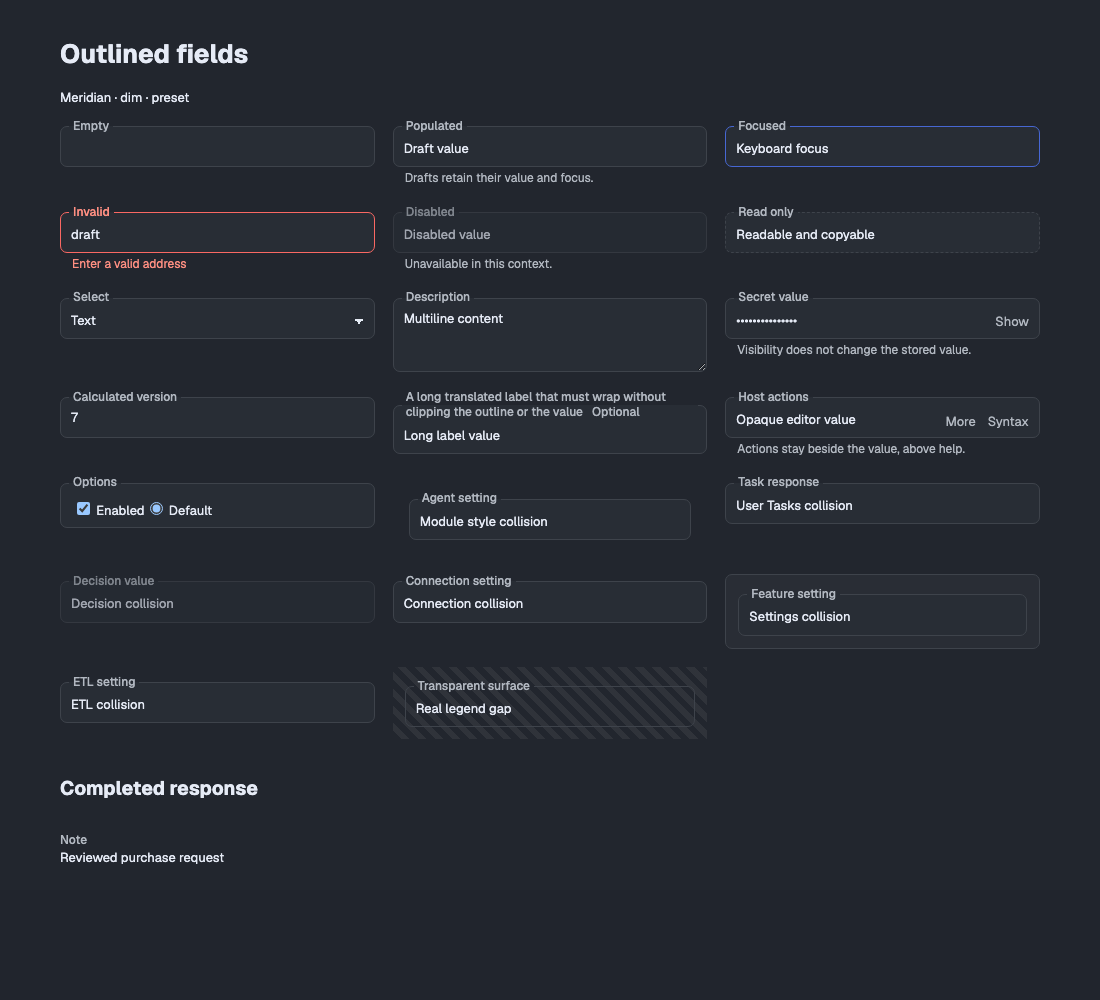 Outlined fields
Meridian · dim · preset
Empty
Populated
Draft value
Drafts retain their value and focus.
Focused
Keyboard focus
Invalid
draft
Enter a valid address
Disabled
Disabled value
Unavailable in this context.
Read only
Readable and copyable
Select
Text
Description
Multiline content
Secret value
•••••••••••••••
Show
Visibility does not change the stored value.
Calculated version
7
A long translated label that must wrap without
clipping the outline or the value Optional
Long label value
Host actions
Opaque editor value
More Syntax
Actions stay beside the value, above help.
Options
Enabled Default
Agent setting
Module style collision
Task response
User Tasks collision
Decision value
Decision collision
Connection setting
Connection collision
Feature setting
Settings collision
ETL setting
ETL collision
Transparent surface
Real legend gap
Completed response
Note
Reviewed purchase request